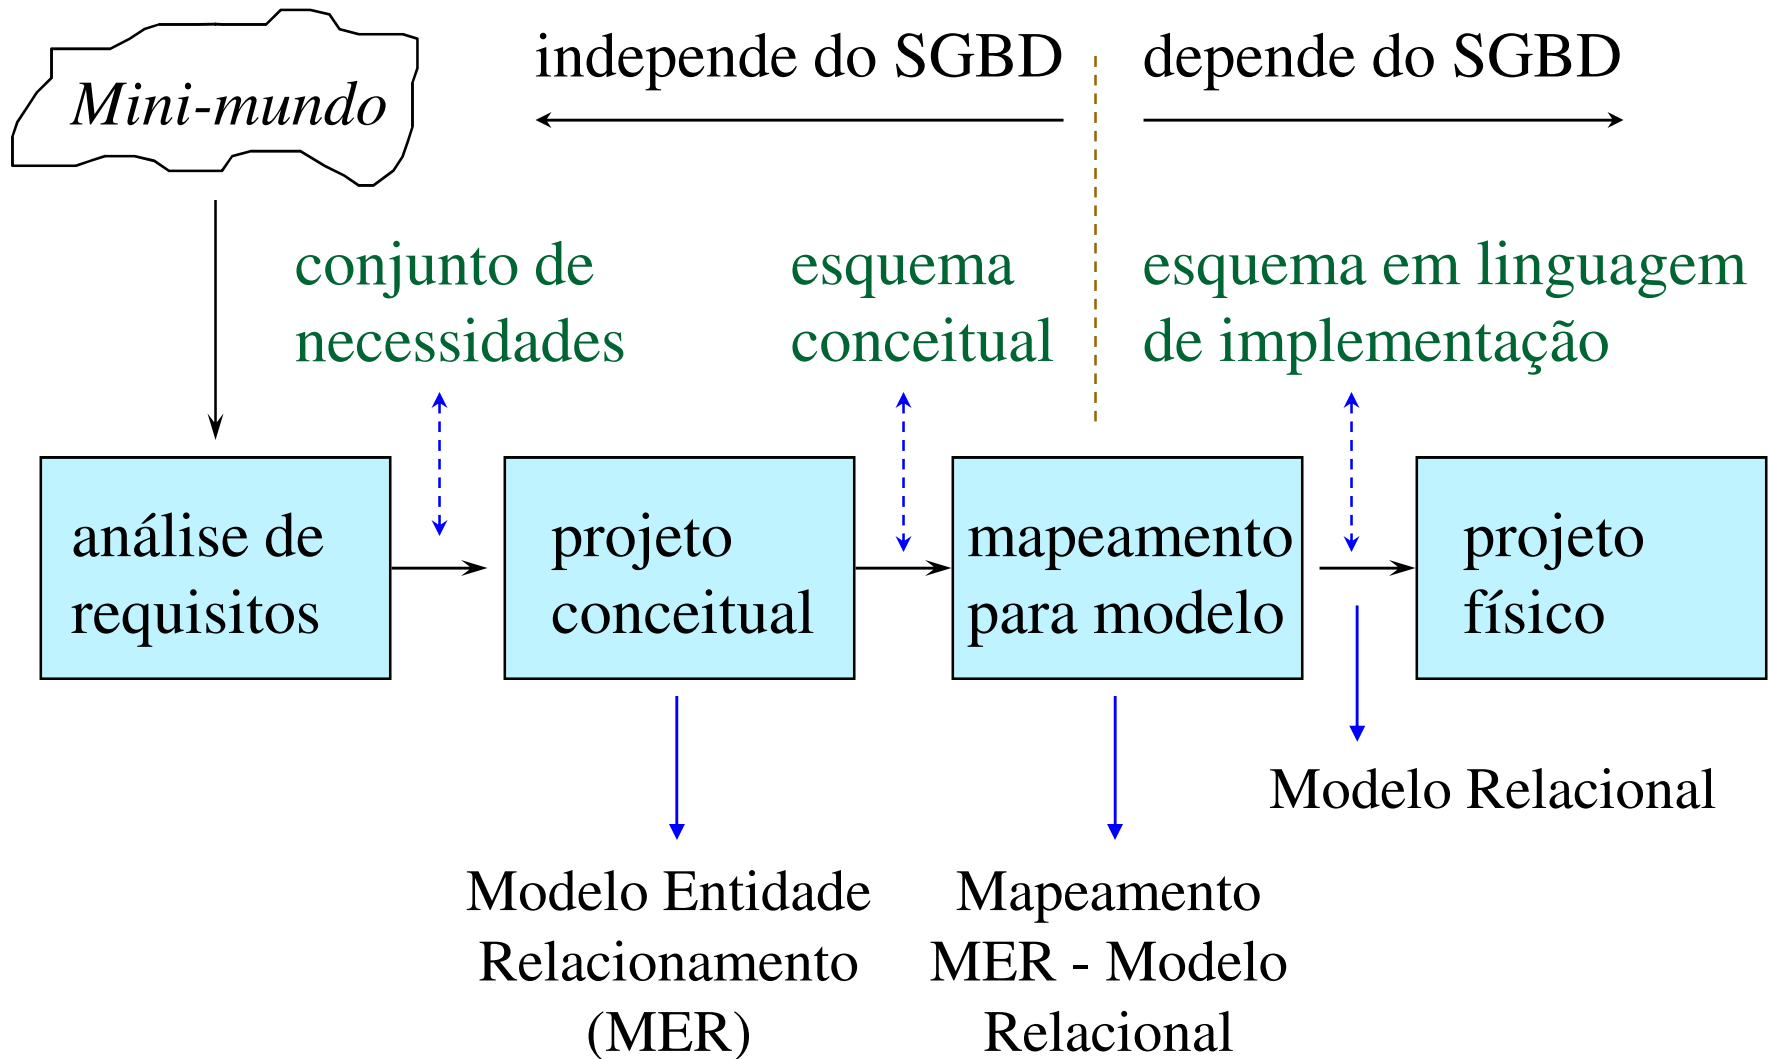 Mini-mundo
independe do SGBD
depende do SGBD
conjunto de
necessidades
esquema
conceitual
esquema em linguagem
de implementação
análise de
requisitos
projeto
conceitual
mapeamento
para modelo
projeto
físico
Modelo Relacional
Modelo Entidade
Relacionamento
(MER)
Mapeamento
MER - Modelo
Relacional